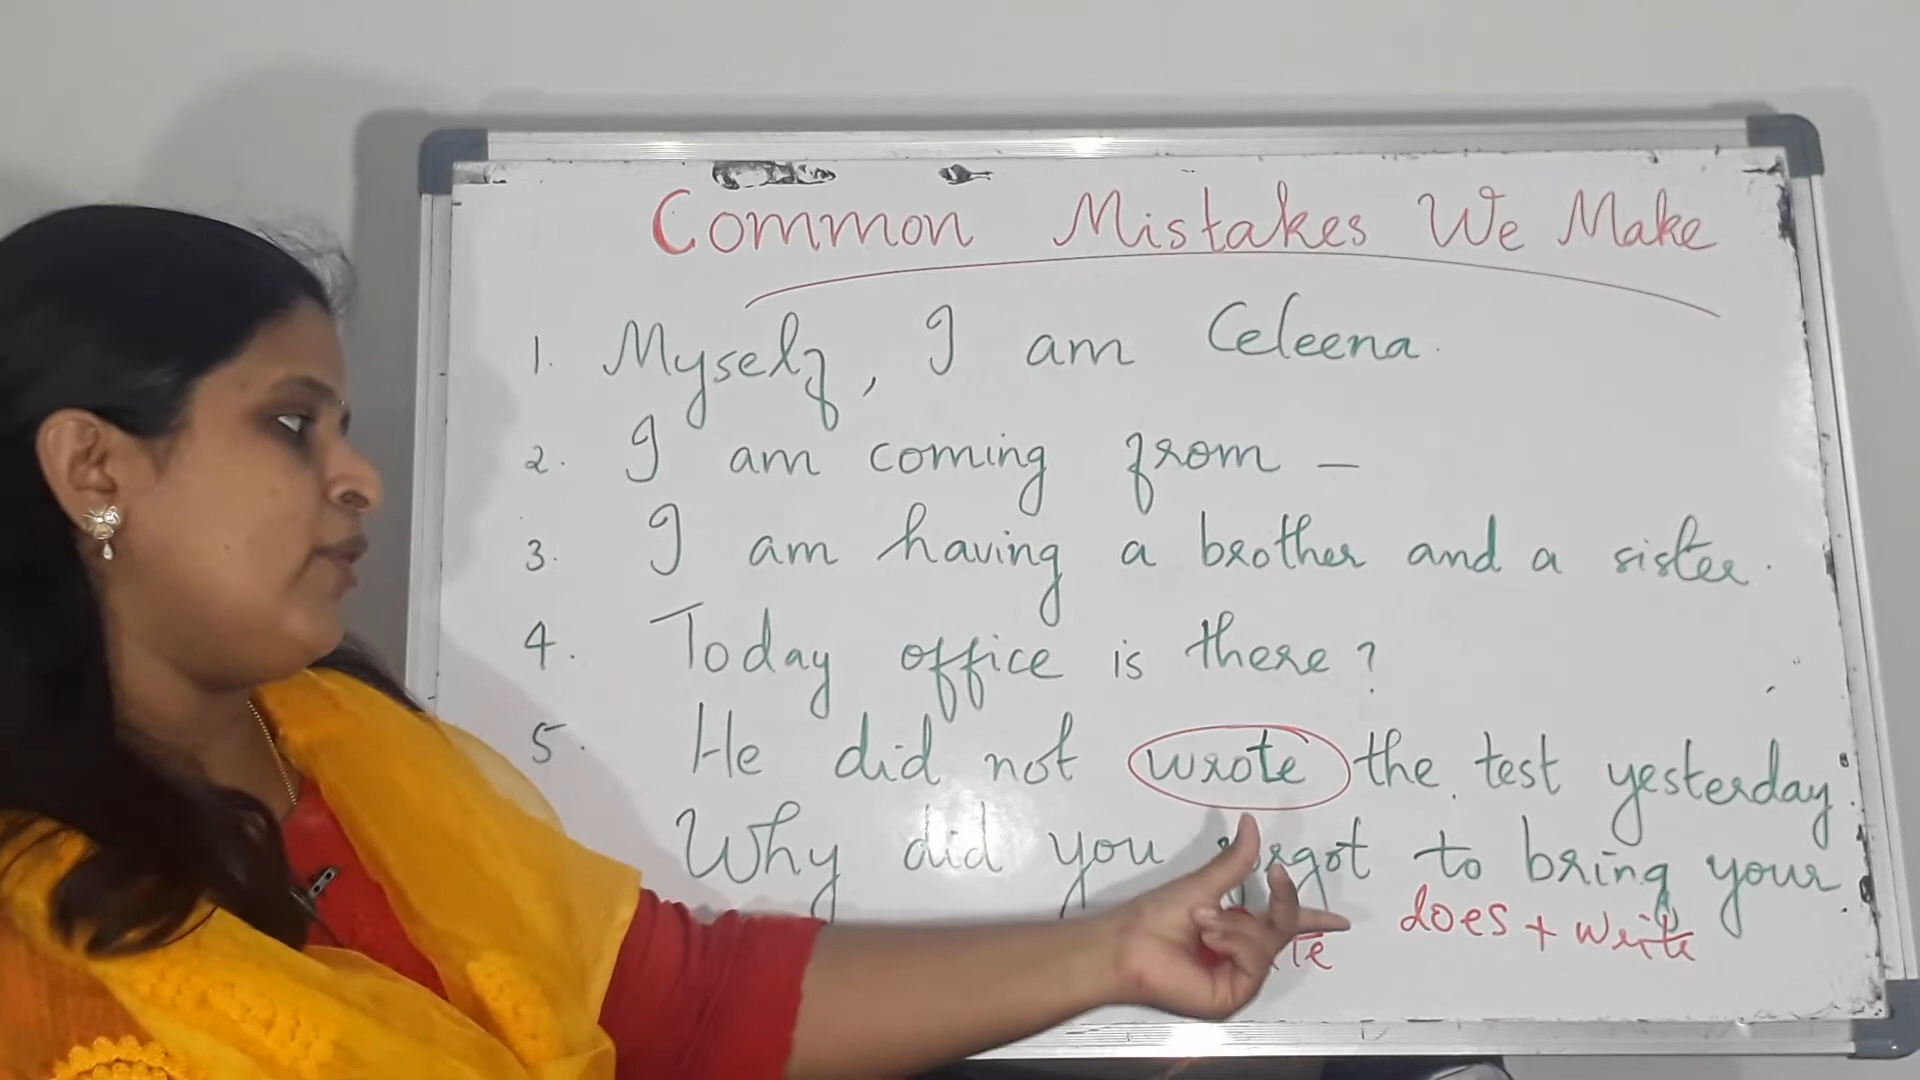 Common Mistakes We Make
1. Myself, I am Celeena.
2. I am coming from –
3. I am having a brother and a sister.
4. Today office is there?
5. He did not wrote the test yesterday.
Why did you forgot to bring your
does + write